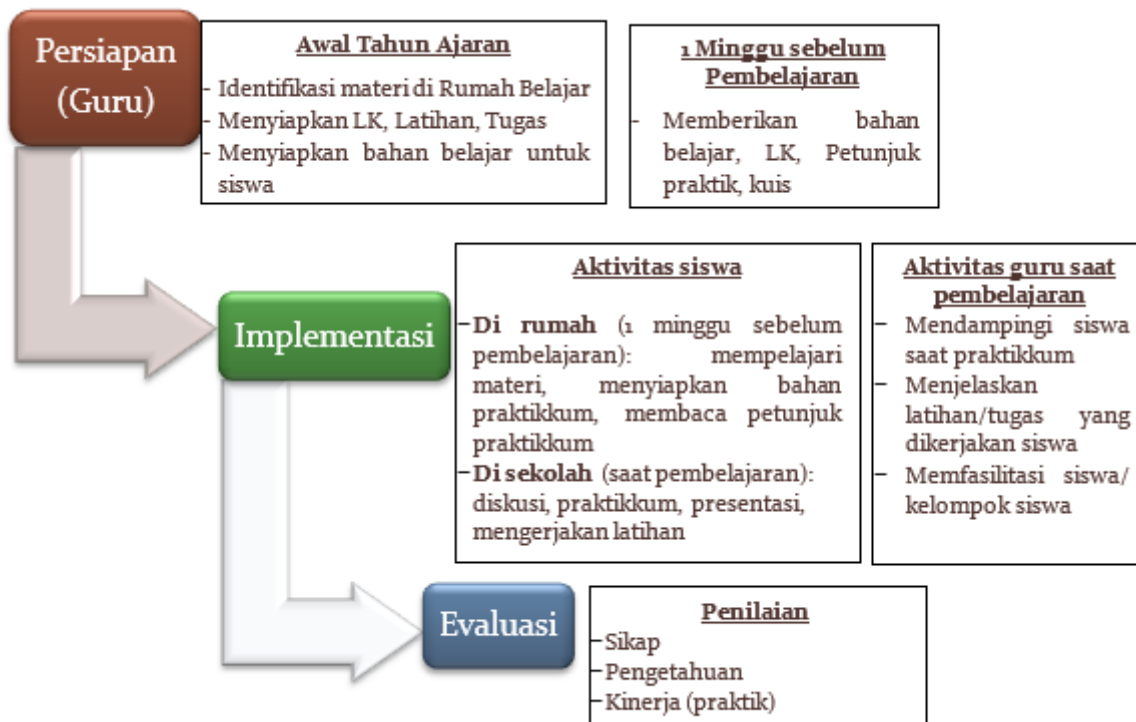 Persiapan
(Guru)
Awal Tahun Ajaran
- Identifikasi materi di Rumah Belajar
- Menyiapkan LK, Latihan, Tugas
- Menyiapkan bahan belajar untuk
siswa
1 Minggu sebelum
Pembelajaran
- Memberikan bahan
belajar, LK, Petunjuk
praktik, kuis
Implementasi
Aktivitas siswa
- Di rumah (1 minggu sebelum
pembelajaran): mempelajari
materi, menyiapkan bahan
praktikkum, membaca petunjuk
praktikkum
- Di sekolah (saat pembelajaran):
diskusi, praktikkum, presentasi,
mengerjakan latihan
Aktivitas guru saat
pembelajaran
- Mendampingi siswa
saat praktikkum
- Menjelaskan
latihan/tugas yang
dikerjakan siswa
- Memfasilitasi siswa/
kelompok siswa
Evaluasi
Penilaian
- Sikap
- Pengetahuan
- Kinerja (praktik)